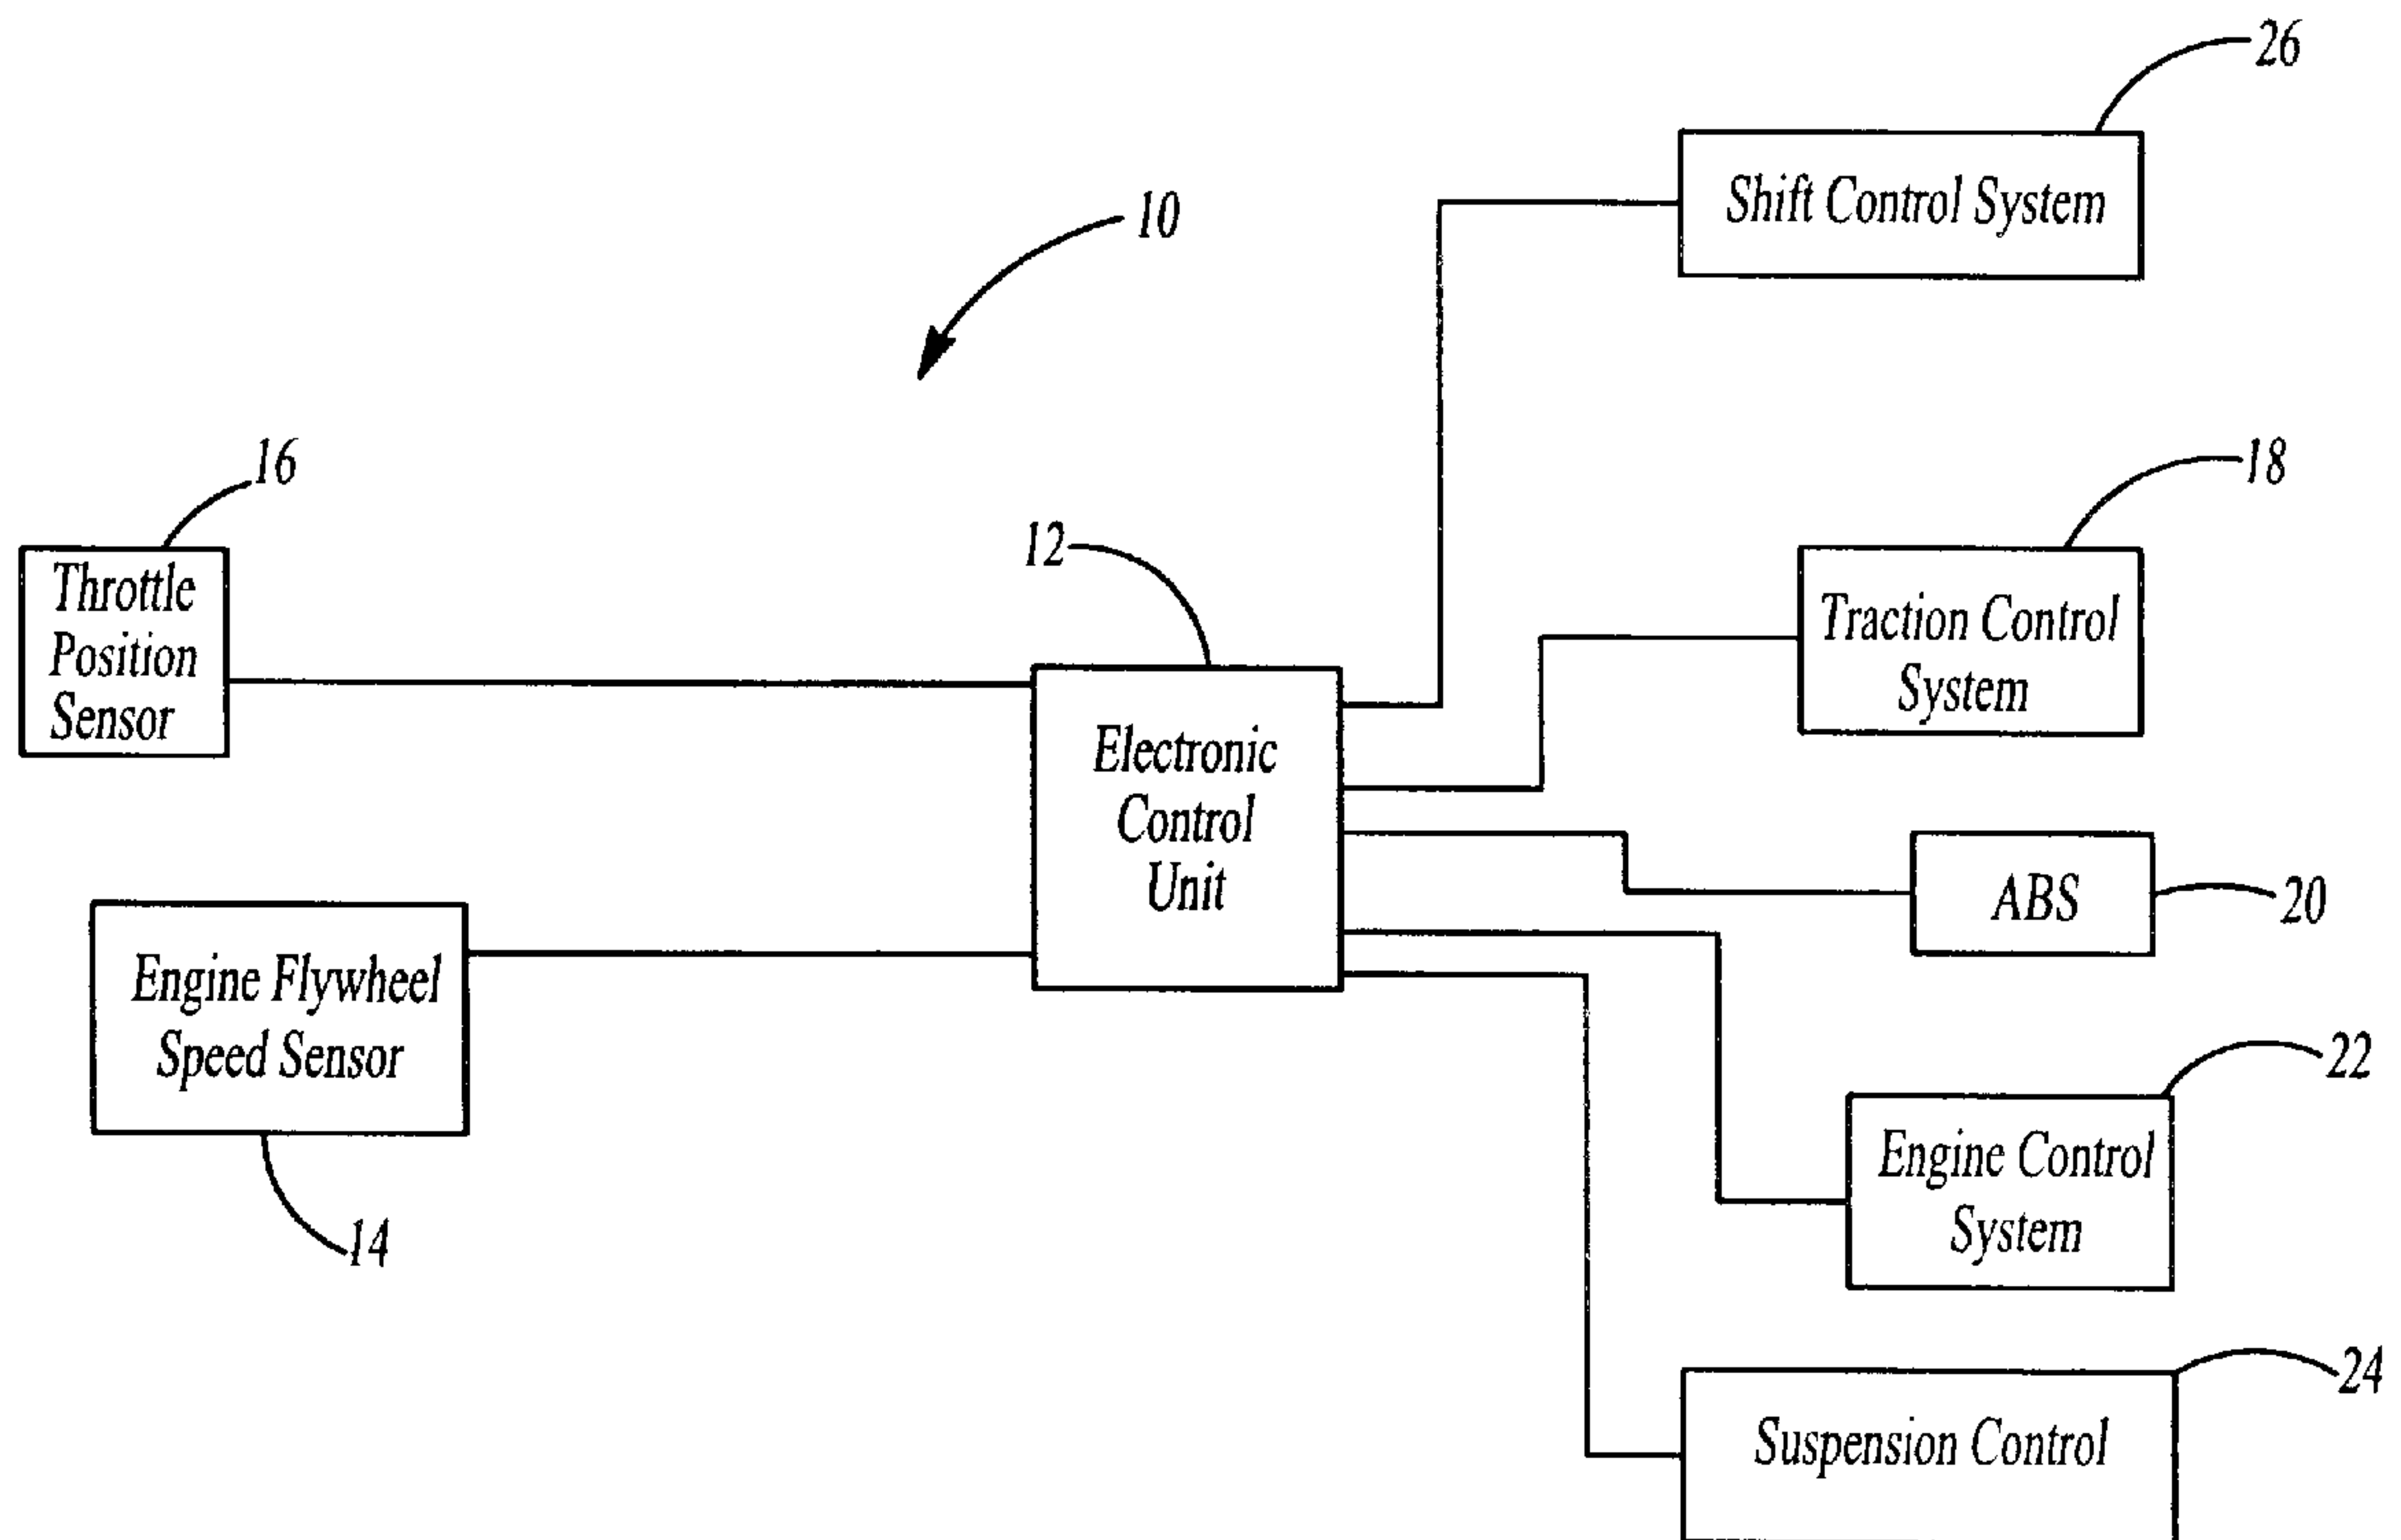 26
Shift Control System
10
16
Throttle
Position
Sensor
12
18
Traction Control
System
Electronic
Control
Unit
ABS
20
Engine Flywheel
Speed Sensor
14
22
Engine Control
System
24
Suspension Control